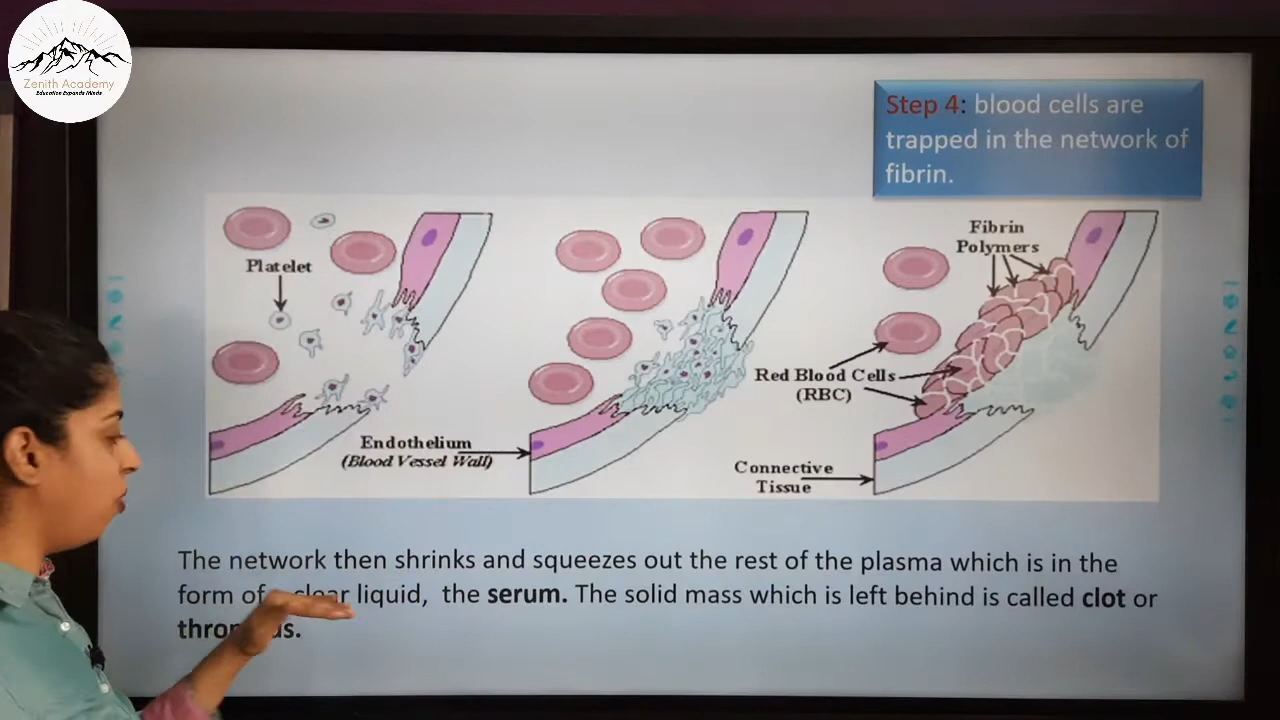 Zenith Academy
Education Expands Minds
Step 4: blood cells are
trapped in the network of
fibrin.
Fibrin
Polymers
Platelet
Red Blood Cells
(RBC)
Endothelium
(Blood Vessel Wall)
Connective
Tissue
The network then shrinks and squeezes out the rest of the plasma which is in the
form of clear liquid, the serum. The solid mass which is left behind is called clot or